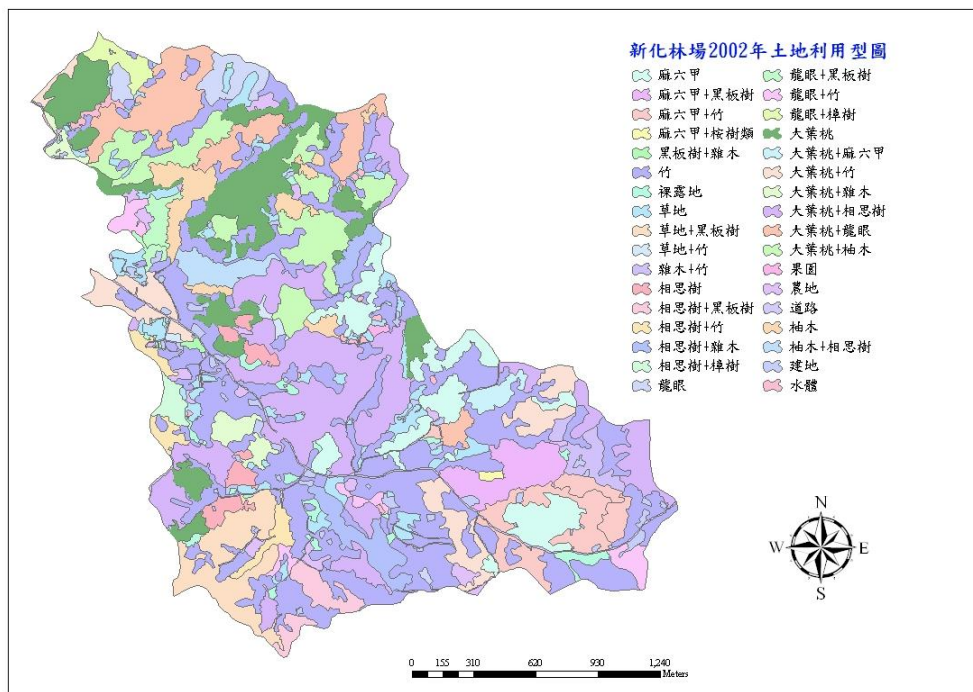 新化林場2002年土地利用型圖
麻六甲
麻六甲+黑板樹
麻六甲+竹
麻六甲+桉樹類
黑板樹+雜木
竹
裸露地
草地
草地+黑板樹
草地+竹
雜木+竹
相思樹
相思樹+黑板樹
相思樹+竹
相思樹+雜木
相思樹+樟樹
龍眼
龍眼+黑板樹
龍眼+竹
龍眼+樟樹
大葉桃
大葉桃+麻六甲
大葉桃+竹
大葉桃+雜木
大葉桃+相思樹
大葉桃+龍眼
大葉桃+柚木
果園
農地
道路
柚木
柚木+相思樹
建地
水體
N
W E
S
0 155 310 620 930 1,240
Meters